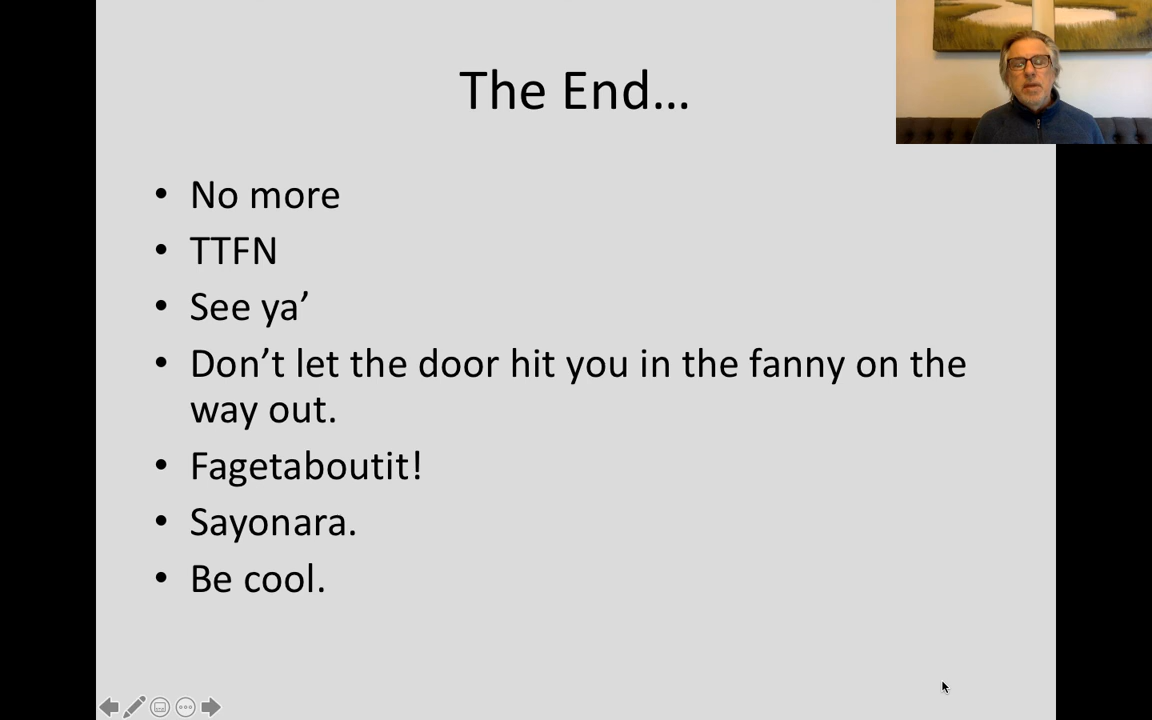 The End…
No more
TTFN
See ya’
Don’t let the door hit you in the fanny on the
way out.
Fagetaboutit!
Sayonara.
Be cool.